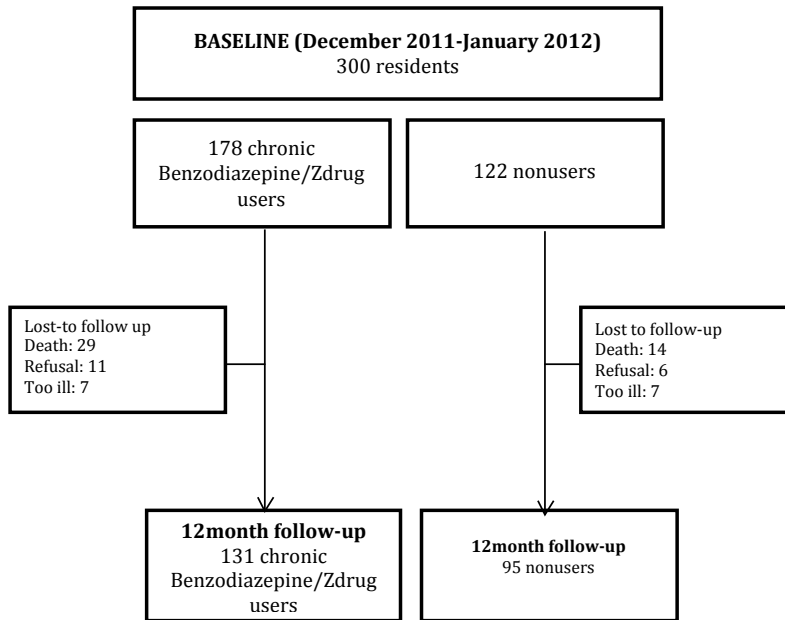 BASELINE (December 2011-January 2012)
300 residents
178 chronic
Benzodiazepine/Zdrug
users
122 nonusers
Lost-to follow up
Death: 29
Refusal: 11
Too ill: 7
Lost to follow-up
Death: 14
Refusal: 6
Too ill: 7
12month follow-up
131 chronic
Benzodiazepine/Zdrug
users
12month follow-up
95 nonusers